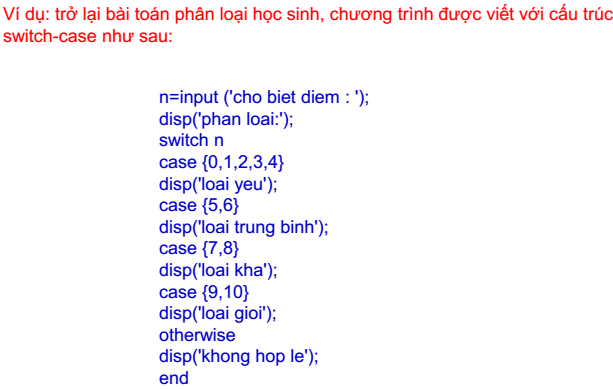 Ví dụ: trở lại bài toán phân loại học sinh, chương trình được viết với cấu trúc
switch-case như sau:
n=input ('cho biet diem : ');
disp('phan loai:');
switch n
case {0,1,2,3,4}
disp('loai yeu');
case {5,6}
disp('loai trung binh');
case {7,8}
disp('loai kha');
case {9,10}
disp('loai gioi');
otherwise
disp('khong hop le');
end